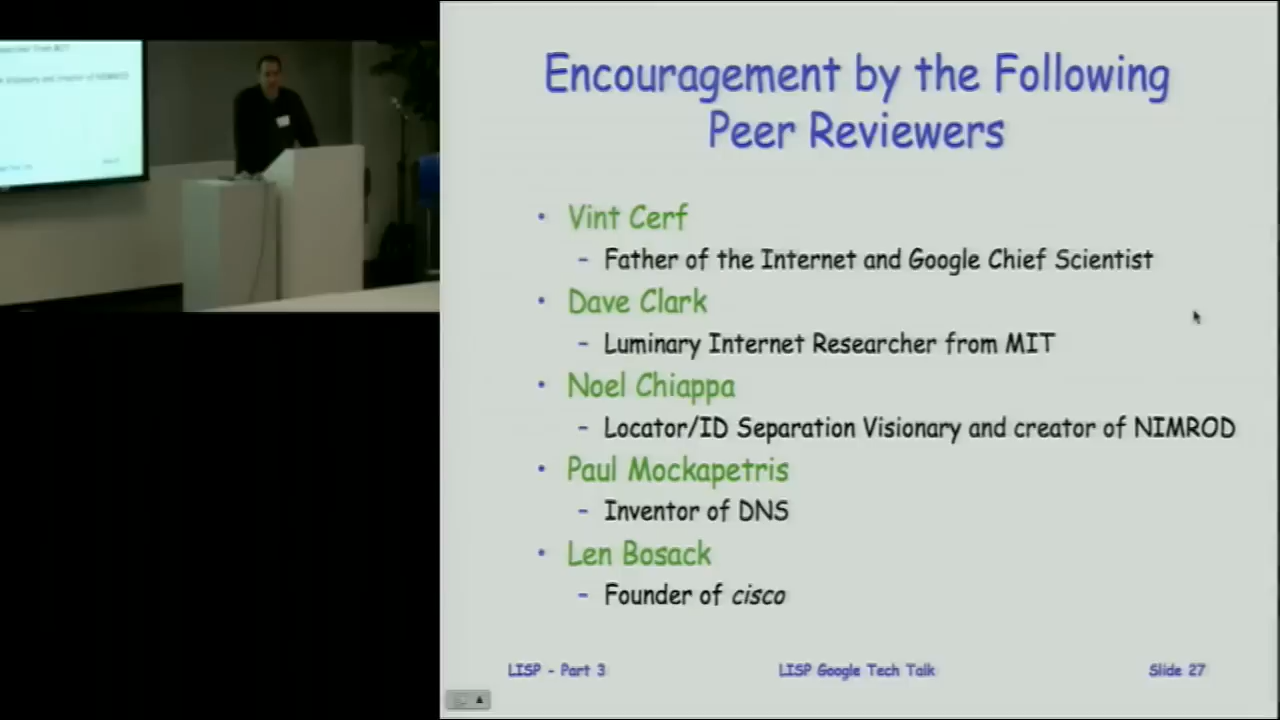 Encouragement by the Following
Peer Reviewers
• Vint Cerf
– Father of the Internet and Google Chief Scientist
• Dave Clark
– Luminary Internet Researcher from MIT
• Noel Chiappa
– Locator/ID Separation Visionary and creator of NIMROD
• Paul Mockapetris
– Inventor of DNS
• Len Bosack
– Founder of cisco
LISP - Part 3
LISP Google Tech Talk
Slide 27